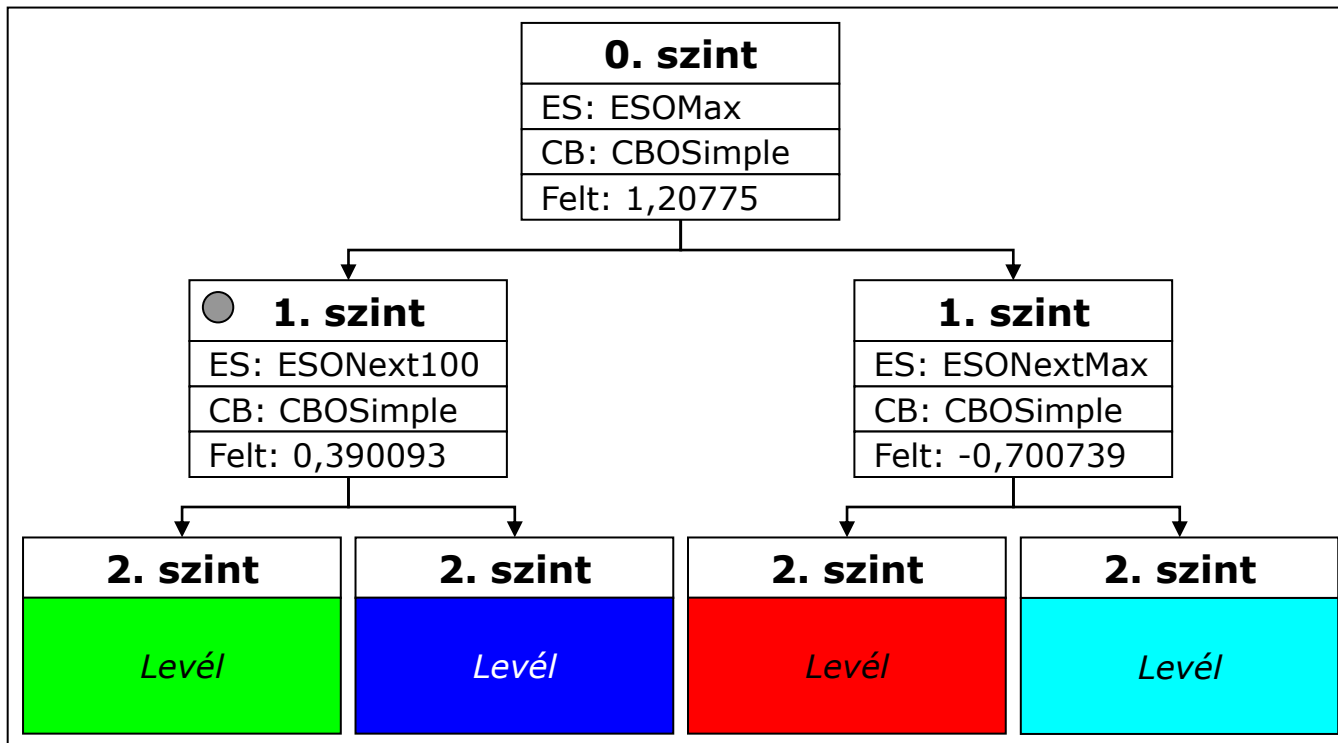 0. szint
ES: ESOMax
CB: CBOSimple
Felt: 1,20775
1. szint
ES: ESONext100
CB: CBOSimple
Felt: 0,390093
1. szint
ES: ESONextMax
CB: CBOSimple
Felt: -0,700739
2. szint
Levél
2. szint
Levél
2. szint
Levél
2. szint
Levél